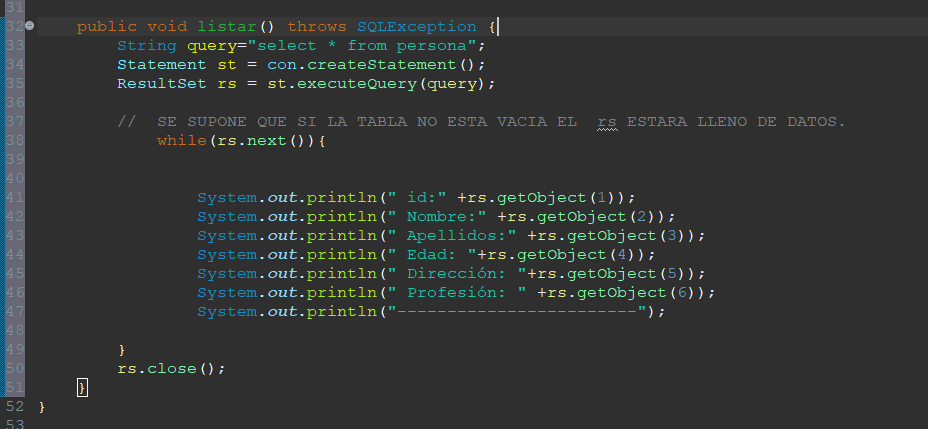 31
32 public void listar() throws SQLException {
33 String query="select * from persona";
34 Statement st = con.createStatement();
35 ResultSet rs = st.executeQuery(query);
36
37 // SE SUPONE QUE SI LA TABLA NO ESTA VACIA EL rs ESTARA LLENO DE DATOS.
38 while(rs.next()){
39
40
41 System.out.println(" id:" +rs.getObject(1));
42 System.out.println(" Nombre:" +rs.getObject(2));
43 System.out.println(" Apellidos:" +rs.getObject(3));
44 System.out.println(" Edad: "+rs.getObject(4));
45 System.out.println(" Dirección: "+rs.getObject(5));
46 System.out.println(" Profesión: " +rs.getObject(6));
47 System.out.println("------------------------");
48
49 }
50 rs.close();
51 }
52 }
53